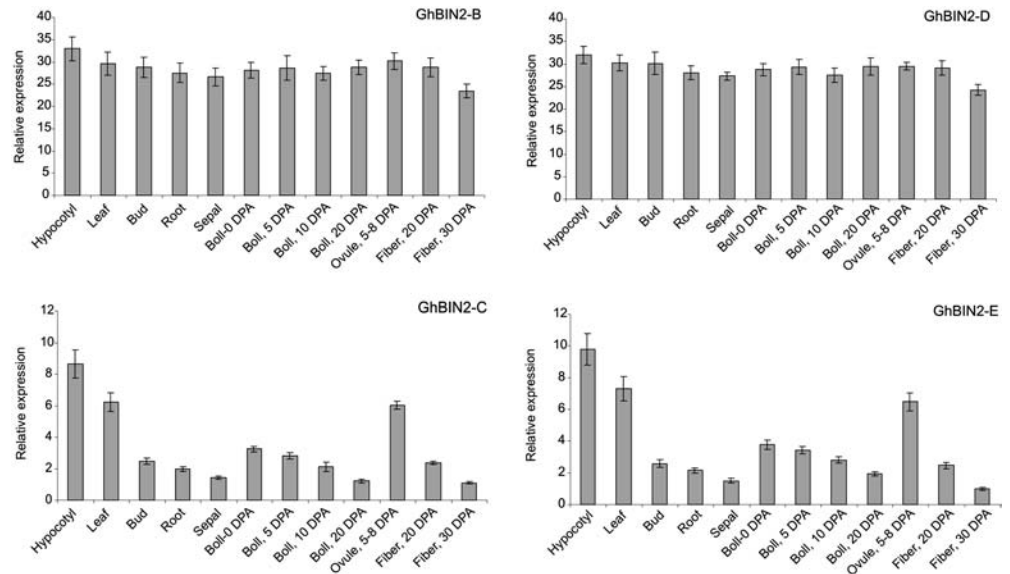 GhBIN2-B
Relative expression
40
35
30
25
20
15
10
5
0
Hypocotyl
Leaf
Bud
Root
Sepal
Boll-0 DPA
Boll, 5 DPA
Boll, 10 DPA
Boll, 20 DPA
Ovule, 5-8 DPA
Fiber, 20 DPA
Fiber, 30 DPA
GhBIN2-D
Relative expression
40
35
30
25
20
15
10
5
0
Hypocotyl
Leaf
Bud
Root
Sepal
Boll-0 DPA
Boll, 5 DPA
Boll, 10 DPA
Boll, 20 DPA
Ovule, 5-8 DPA
Fiber, 20 DPA
Fiber, 30 DPA
GhBIN2-C
Relative expression
12
10
8
6
4
2
0
Hypocotyl
Leaf
Bud
Root
Sepal
Boll-0 DPA
Boll, 5 DPA
Boll, 10 DPA
Boll, 20 DPA
Ovule, 5-8 DPA
Fiber, 20 DPA
Fiber, 30 DPA
GhBIN2-E
Relative expression
12
10
8
6
4
2
0
Hypocotyl
Leaf
Bud
Root
Sepal
Boll-0 DPA
Boll, 5 DPA
Boll, 10 DPA
Boll, 20 DPA
Ovule, 5-8 DPA
Fiber, 20 DPA
Fiber, 30 DPA